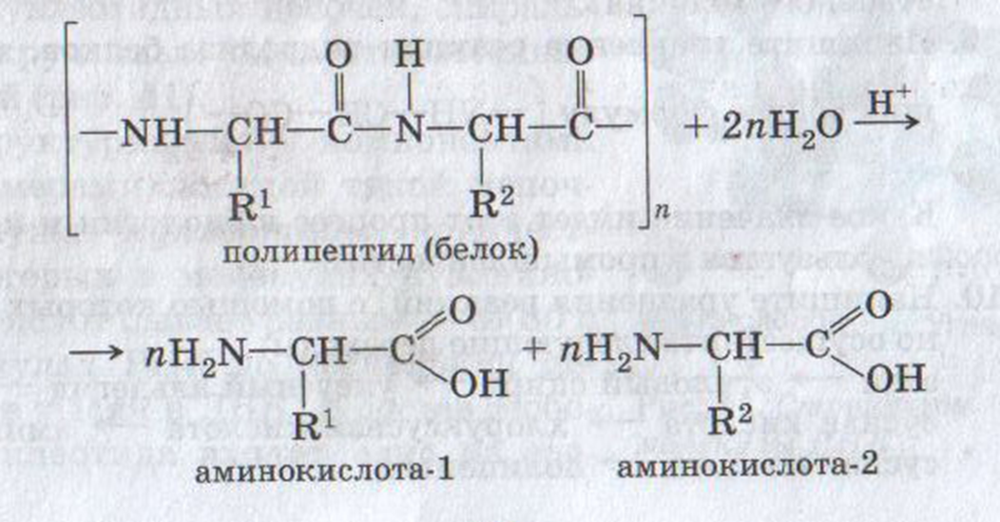 O H O
[—NH—CH—C—N—CH—C—]n + 2nH₂O —H⁺→
R¹ R²
полипептид (белок)
→ nH₂N—CH—C=O + nH₂N—CH—C=O
OH OH
R¹ R²
аминокислота-1 аминокислота-2